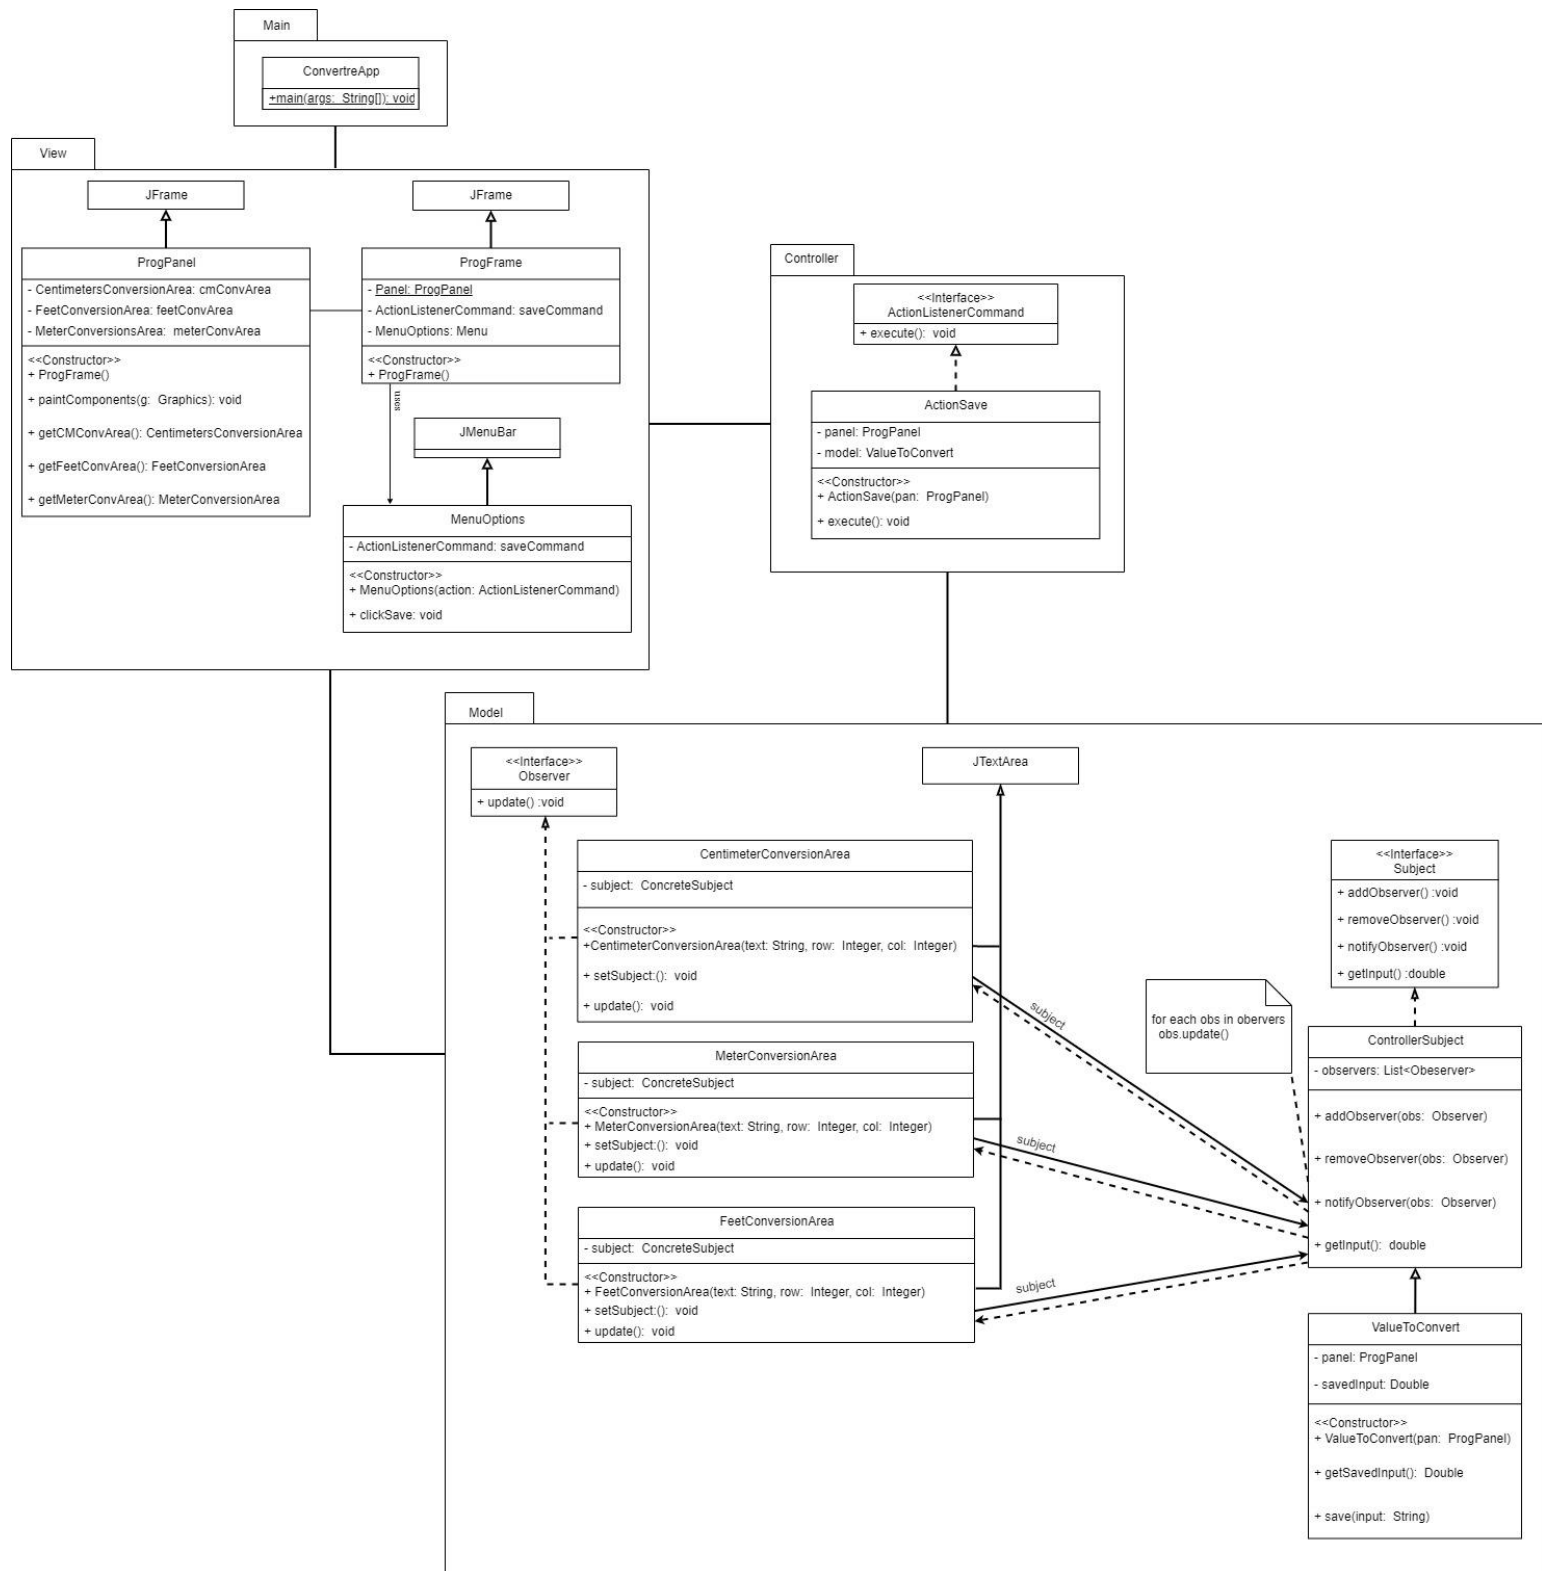 Main
ConvertreApp
+main(args: String[]): void
View
JFrame
JFrame
ProgPanel
- CentimetersConversionArea: cmConvArea
- FeetConversionArea: feetConvArea
- MeterConversionsArea: meterConvArea
<<Constructor>>
+ ProgFrame()
+ paintComponents(g: Graphics): void
+ getCMConvArea(): CentimetersConversionArea
+ getFeetConvArea(): FeetConversionArea
+ getMeterConvArea(): MeterConversionArea
ProgFrame
- Panel: ProgPanel
- ActionListenerCommand: saveCommand
- MenuOptions: Menu
<<Constructor>>
+ ProgFrame()
uses
JMenuBar
MenuOptions
- ActionListenerCommand: saveCommand
<<Constructor>>
+ MenuOptions(action: ActionListenerCommand)
+ clickSave: void
Controller
<<Interface>>
ActionListenerCommand
+ execute(): void
ActionSave
- panel: ProgPanel
- model: ValueToConvert
<<Constructor>>
+ ActionSave(pan: ProgPanel)
+ execute(): void
Model
<<Interface>>
Observer
+ update() :void
JTextArea
CentimeterConversionArea
- subject: ConcreteSubject
<<Constructor>>
+CentimeterConversionArea(text: String, row: Integer, col: Integer)
+ setSubject:(): void
+ update(): void
MeterConversionArea
- subject: ConcreteSubject
<<Constructor>>
+ MeterConversionArea(text: String, row: Integer, col: Integer)
+ setSubject:(): void
+ update(): void
FeetConversionArea
- subject: ConcreteSubject
<<Constructor>>
+ FeetConversionArea(text: String, row: Integer, col: Integer)
+ setSubject:(): void
+ update(): void
subject
subject
subject
for each obs in obervers
obs.update()
<<Interface>>
Subject
+ addObserver() :void
+ removeObserver() :void
+ notifyObserver() :void
+ getInput() :double
ControllerSubject
- observers: List<Obeserver>
+ addObserver(obs: Observer)
+ removeObserver(obs: Observer)
+ notifyObserver(obs: Observer)
+ getInput(): double
ValueToConvert
- panel: ProgPanel
- savedInput: Double
<<Constructor>>
+ ValueToConvert(pan: ProgPanel)
+ getSavedInput(): Double
+ save(input: String)